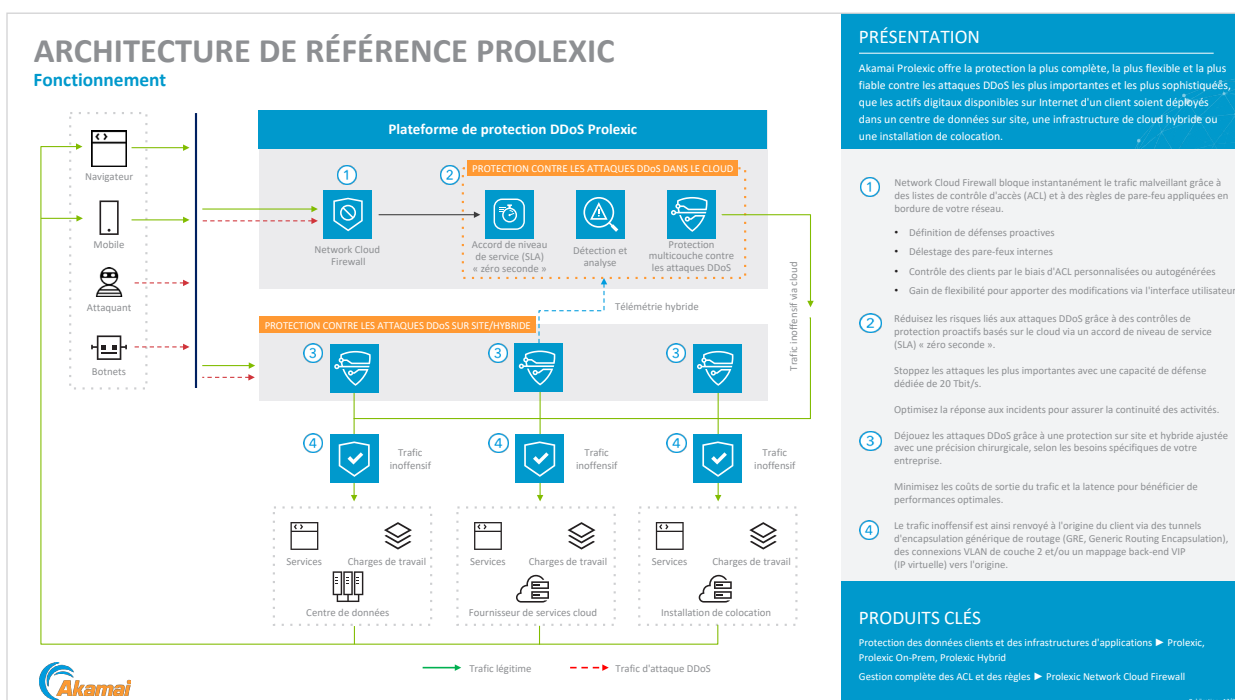 ARCHITECTURE DE RÉFÉRENCE PROLEXIC
Fonctionnement
Navigateur
Mobile
Attaquant
Botnets
Plateforme de protection DDoS Prolexic
1
Network Cloud
Firewall
2
PROTECTION CONTRE LES ATTAQUES DDoS DANS LE CLOUD
Accord de niveau
de service (SLA)
« zéro seconde »
Détection et
analyse
Protection
multicouche contre
les attaques DDoS
Télémétrie hybride
Trafic inoffensif via cloud
PROTECTION CONTRE LES ATTAQUES DDoS SUR SITE/HYBRIDE
3
3
3
4
Trafic
inoffensif
4
Trafic
inoffensif
4
Trafic
inoffensif
Services
Charges de travail
Centre de données
Services
Charges de travail
Fournisseur de services cloud
Services
Charges de travail
Installation de colocation
Trafic légitime
Trafic d'attaque DDoS
Akamai
PRÉSENTATION
Akamai Prolexic offre la protection la plus complète, la plus flexible et la plus
fiable contre les attaques DDoS les plus importantes et les plus sophistiquées,
que les actifs digitaux disponibles sur Internet d'un client soient déployés
dans un centre de données sur site, une infrastructure de cloud hybride ou
une installation de colocation.
1
Network Cloud Firewall bloque instantanément le trafic malveillant grâce à
des listes de contrôle d'accès (ACL) et à des règles de pare-feu appliquées en
bordure de votre réseau.
• Définition de défenses proactives
• Délestage des pare-feux internes
• Contrôle des clients par le biais d'ACL personnalisées ou autogénérées
• Gain de flexibilité pour apporter des modifications via l'interface utilisateur
2
Réduisez les risques liés aux attaques DDoS grâce à des contrôles de
protection proactifs basés sur le cloud via un accord de niveau de service
(SLA) « zéro seconde ».
Stoppez les attaques les plus importantes avec une capacité de défense
dédiée de 20 Tbit/s.
Optimisez la réponse aux incidents pour assurer la continuité des activités.
3
Déjouez les attaques DDoS grâce à une protection sur site et hybride ajustée
avec une précision chirurgicale, selon les besoins spécifiques de votre
entreprise.
Minimisez les coûts de sortie du trafic et la latence pour bénéficier de
performances optimales.
4
Le trafic inoffensif est ainsi renvoyé à l'origine du client via des tunnels
d'encapsulation générique de routage (GRE, Generic Routing Encapsulation),
des connexions VLAN de couche 2 et/ou un mappage back-end VIP
(IP virtuelle) vers l'origine.
PRODUITS CLÉS
Protection des données clients et des infrastructures d'applications ► Prolexic,
Prolexic On-Prem, Prolexic Hybrid
Gestion complète des ACL et des règles ► Prolexic Network Cloud Firewall